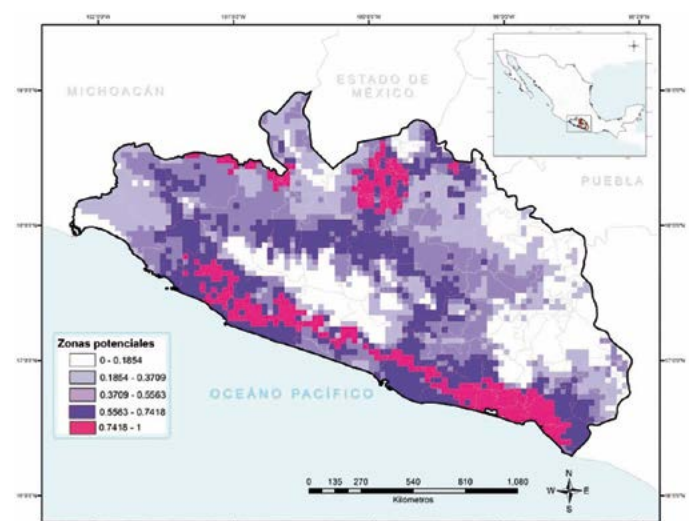 MICHOACÁN
ESTADO DE
MÉXICO
PUEBLA
Zonas potenciales
0 - 0.1854
0.1854 - 0.3709
0.3709 - 0.5563
0.5563 - 0.7418
0.7418 - 1
OCEÁNO PACÍFICO
0 135 270 540 810 1,080
Kilometros
N
W E
S